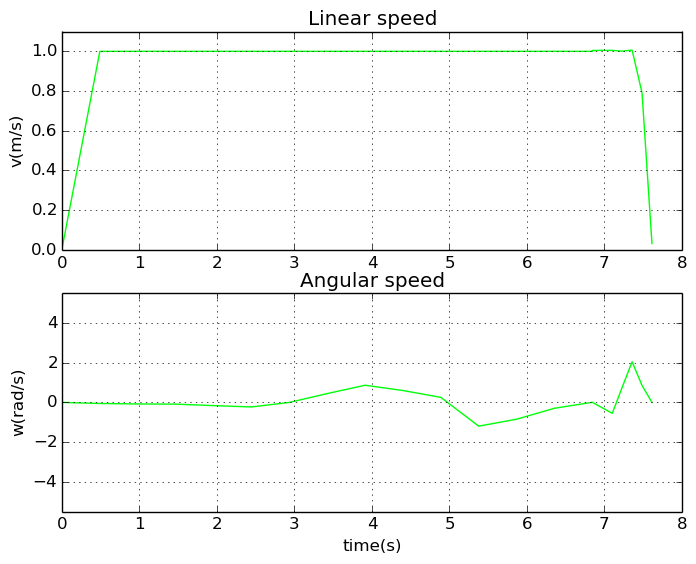 Linear speed
1.0
0.8
0.6
0.4
0.2
0.0
v(m/s)
0 1 2 3 4 5 6 7 8
Angular speed
4
2
0
−2
−4
w(rad/s)
0 1 2 3 4 5 6 7 8
time(s)